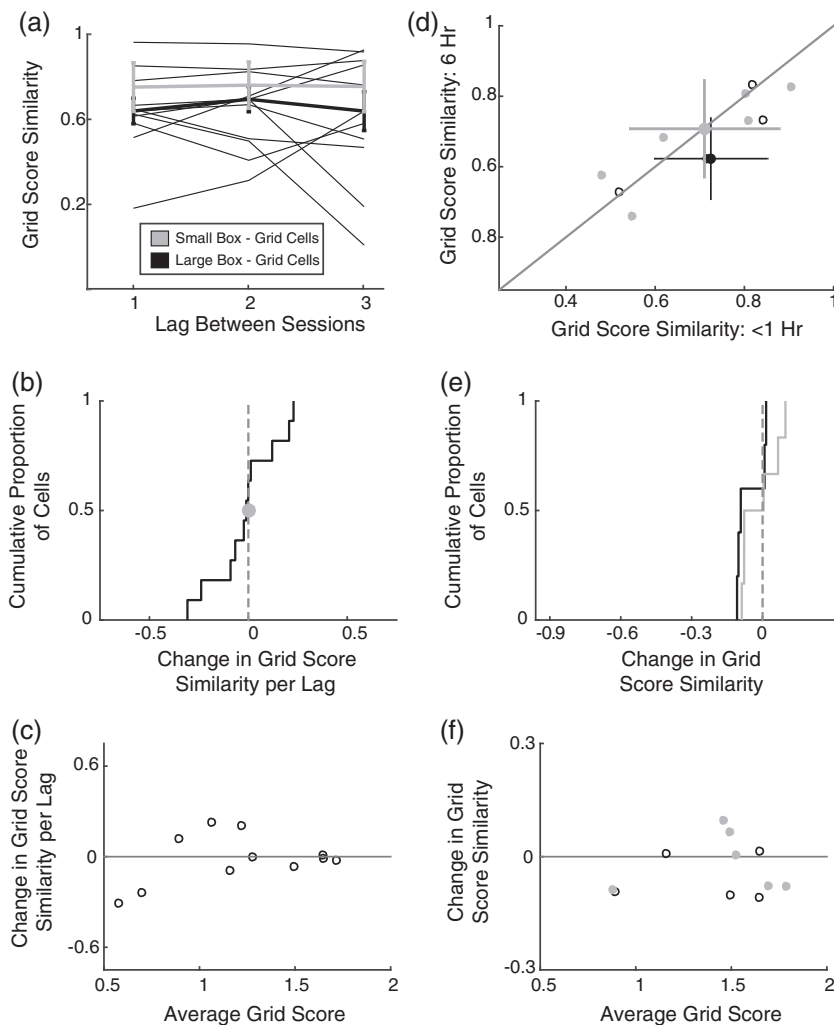 (a)
Grid Score Similarity
1
0.6
0.2
Small Box - Grid Cells
Large Box - Grid Cells
1 2 3
Lag Between Sessions
(d)
Grid Score Similarity: 6 Hr
1
0.8
0.6
0.8
0.4 0.6 0.8 1
Grid Score Similarity: <1 Hr
(b)
Cumulative Proportion
of Cells
1
0.5
0
-0.5 0 0.5
Change in Grid Score
Similarity per Lag
(e)
Cumulative Proportion
of Cells
1
0.5
0
-0.9 -0.6 -0.3 0
Change in Grid
Score Similarity
(c)
Change in Grid Score
Similarity per Lag
0.6
0
-0.6
0.5 1 1.5 2
Average Grid Score
(f)
Change in Grid
Score Similarity
0.3
0
-0.3
0.5 1 1.5 2
Average Grid Score